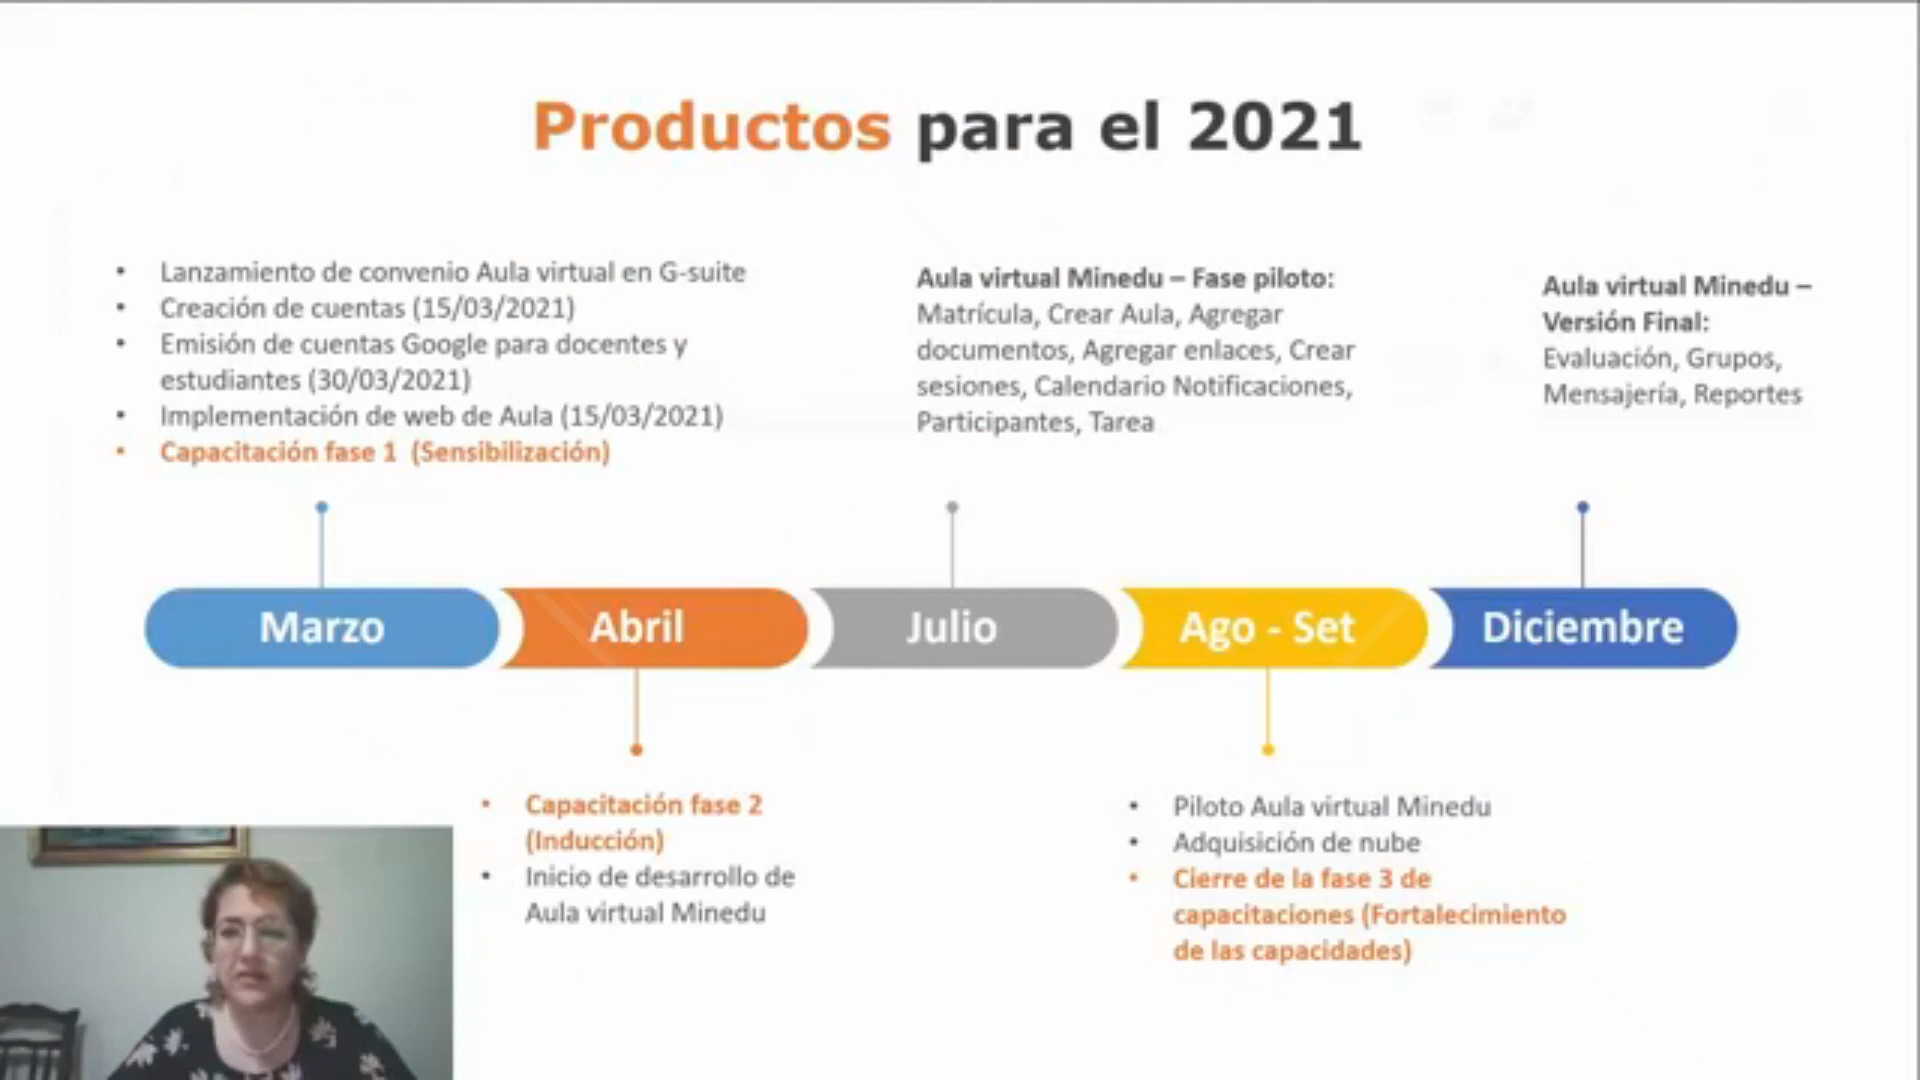 Productos para el 2021
• Lanzamiento de convenio Aula virtual en G-suite
• Creación de cuentas (15/03/2021)
• Emisión de cuentas Google para docentes y
estudiantes (30/03/2021)
• Implementación de web de Aula (15/03/2021)
• Capacitación fase 1 (Sensibilización)
Aula virtual Minedu – Fase piloto:
Matrícula, Crear Aula, Agregar
documentos, Agregar enlaces, Crear
sesiones, Calendario Notificaciones,
Participantes, Tarea
Aula virtual Minedu –
Versión Final:
Evaluación, Grupos,
Mensajería, Reportes
Marzo
Abril
Julio
Ago - Set
Diciembre
• Capacitación fase 2
(Inducción)
• Inicio de desarrollo de
Aula virtual Minedu
• Piloto Aula virtual Minedu
• Adquisición de nube
• Cierre de la fase 3 de
capacitaciones (Fortalecimiento
de las capacidades)